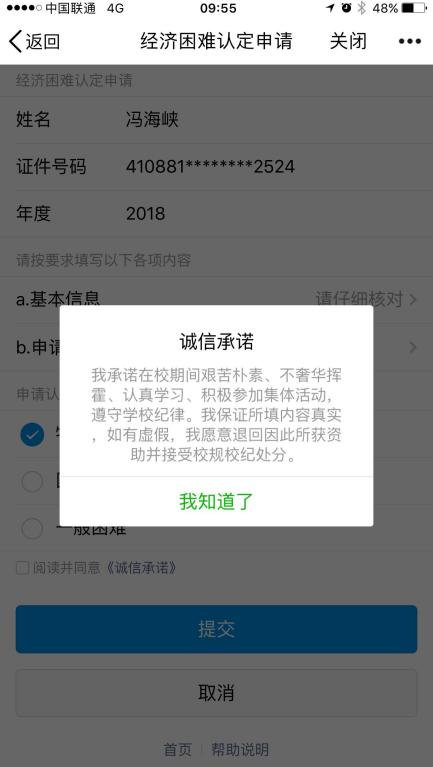 中国联通 4G 09:55 48%
返回 经济困难认定申请 关闭
经济困难认定申请
姓名 冯海峡
证件号码 410881********2524
年度 2018
请按要求填写以下各项内容
a.基本信息 请仔细核对
b.申请
诚信承诺
我承诺在校期间艰苦朴素、不奢华挥
霍、认真学习、积极参加集体活动，
遵守学校纪律。我保证所填内容真实
，如有虚假，我愿意退回因此所获资
助并接受校规校纪处分。
我知道了
申请认
一般困难
阅读并同意《诚信承诺》
提交
取消
首页 帮助说明